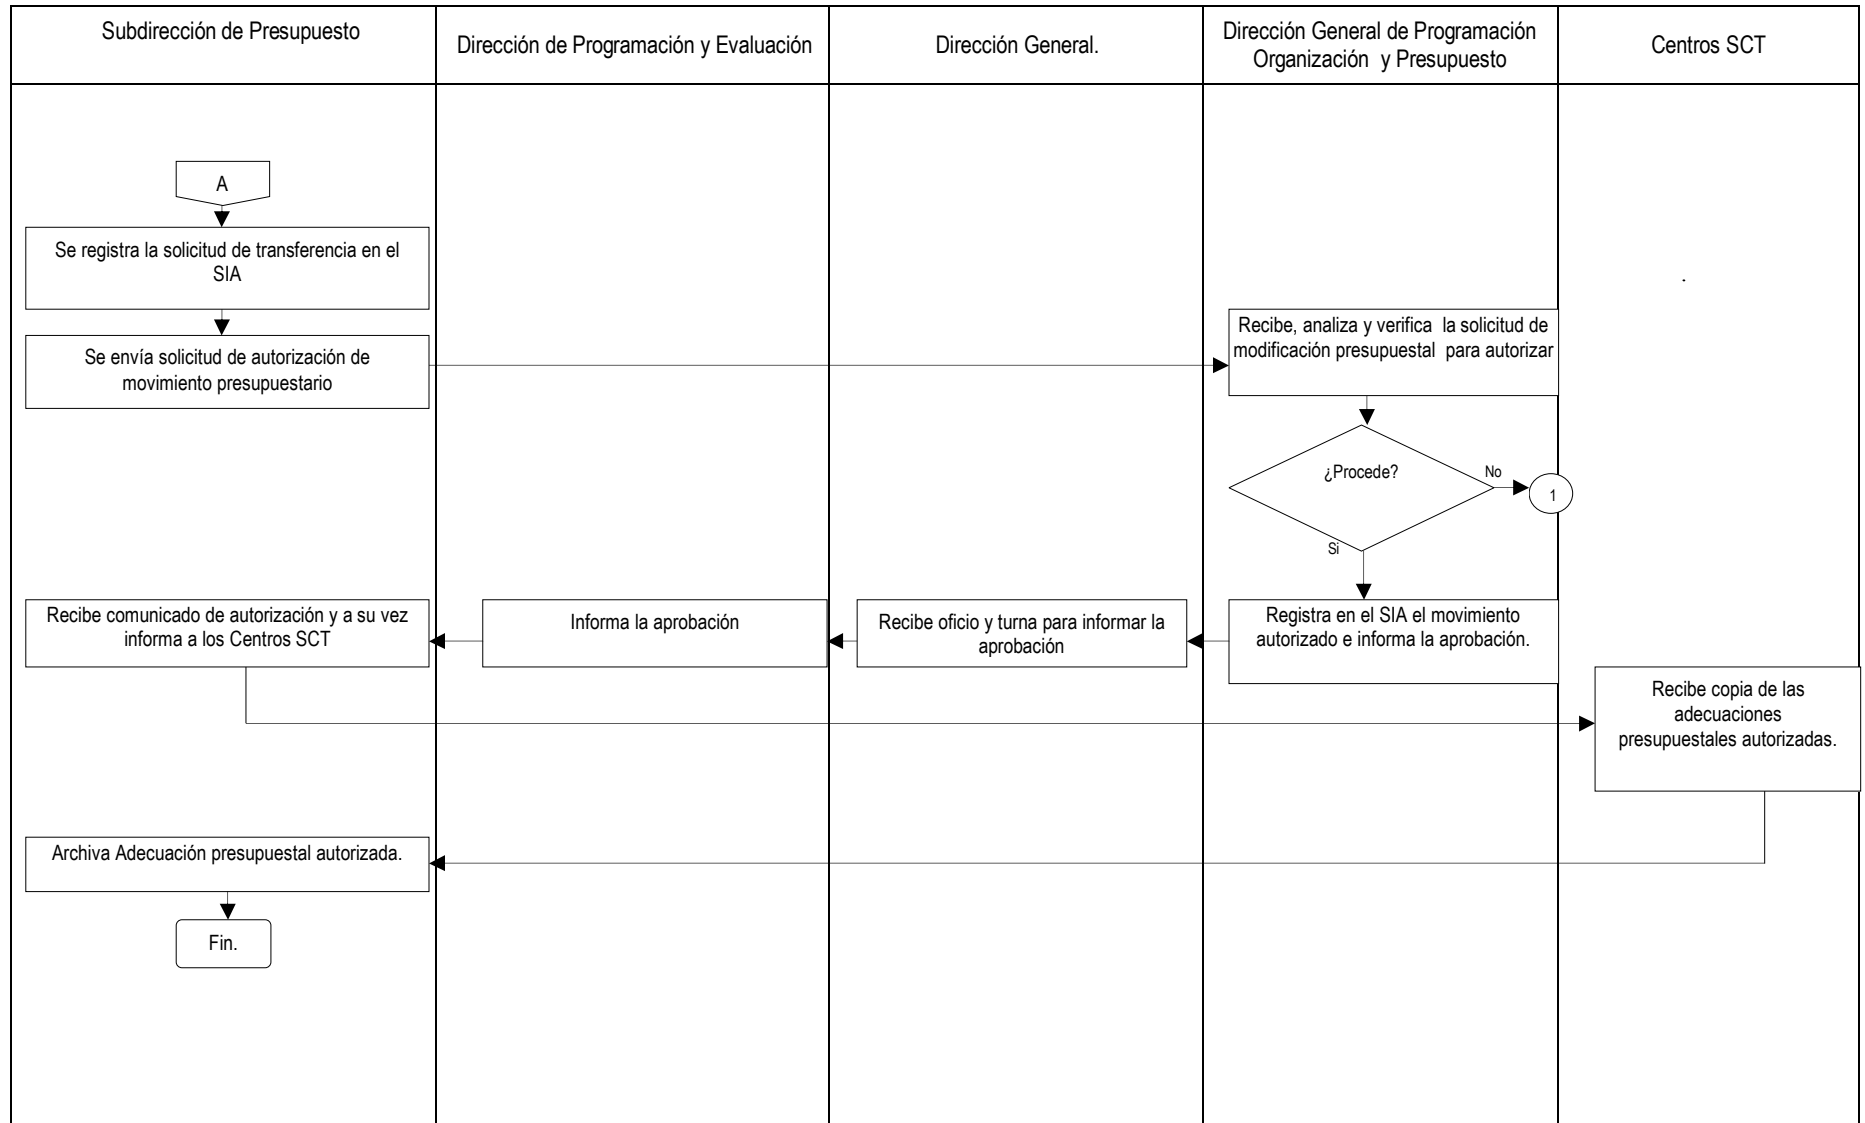 Subdirección de Presupuesto
Dirección de Programación y Evaluación
Dirección General.
Dirección General de Programación
Organización y Presupuesto
Centros SCT
A
Se registra la solicitud de transferencia en el
SIA
.
Se envía solicitud de autorización de
movimiento presupuestario
Recibe, analiza y verifica la solicitud de
modificación presupuestal para autorizar
¿Procede?
No
1
Si
Recibe comunicado de autorización y a su vez
informa a los Centros SCT
Informa la aprobación
Recibe oficio y turna para informar la
aprobación
Registra en el SIA el movimiento
autorizado e informa la aprobación.
Recibe copia de las
adecuaciones
presupuestales autorizadas.
Archiva Adecuación presupuestal autorizada.
Fin.